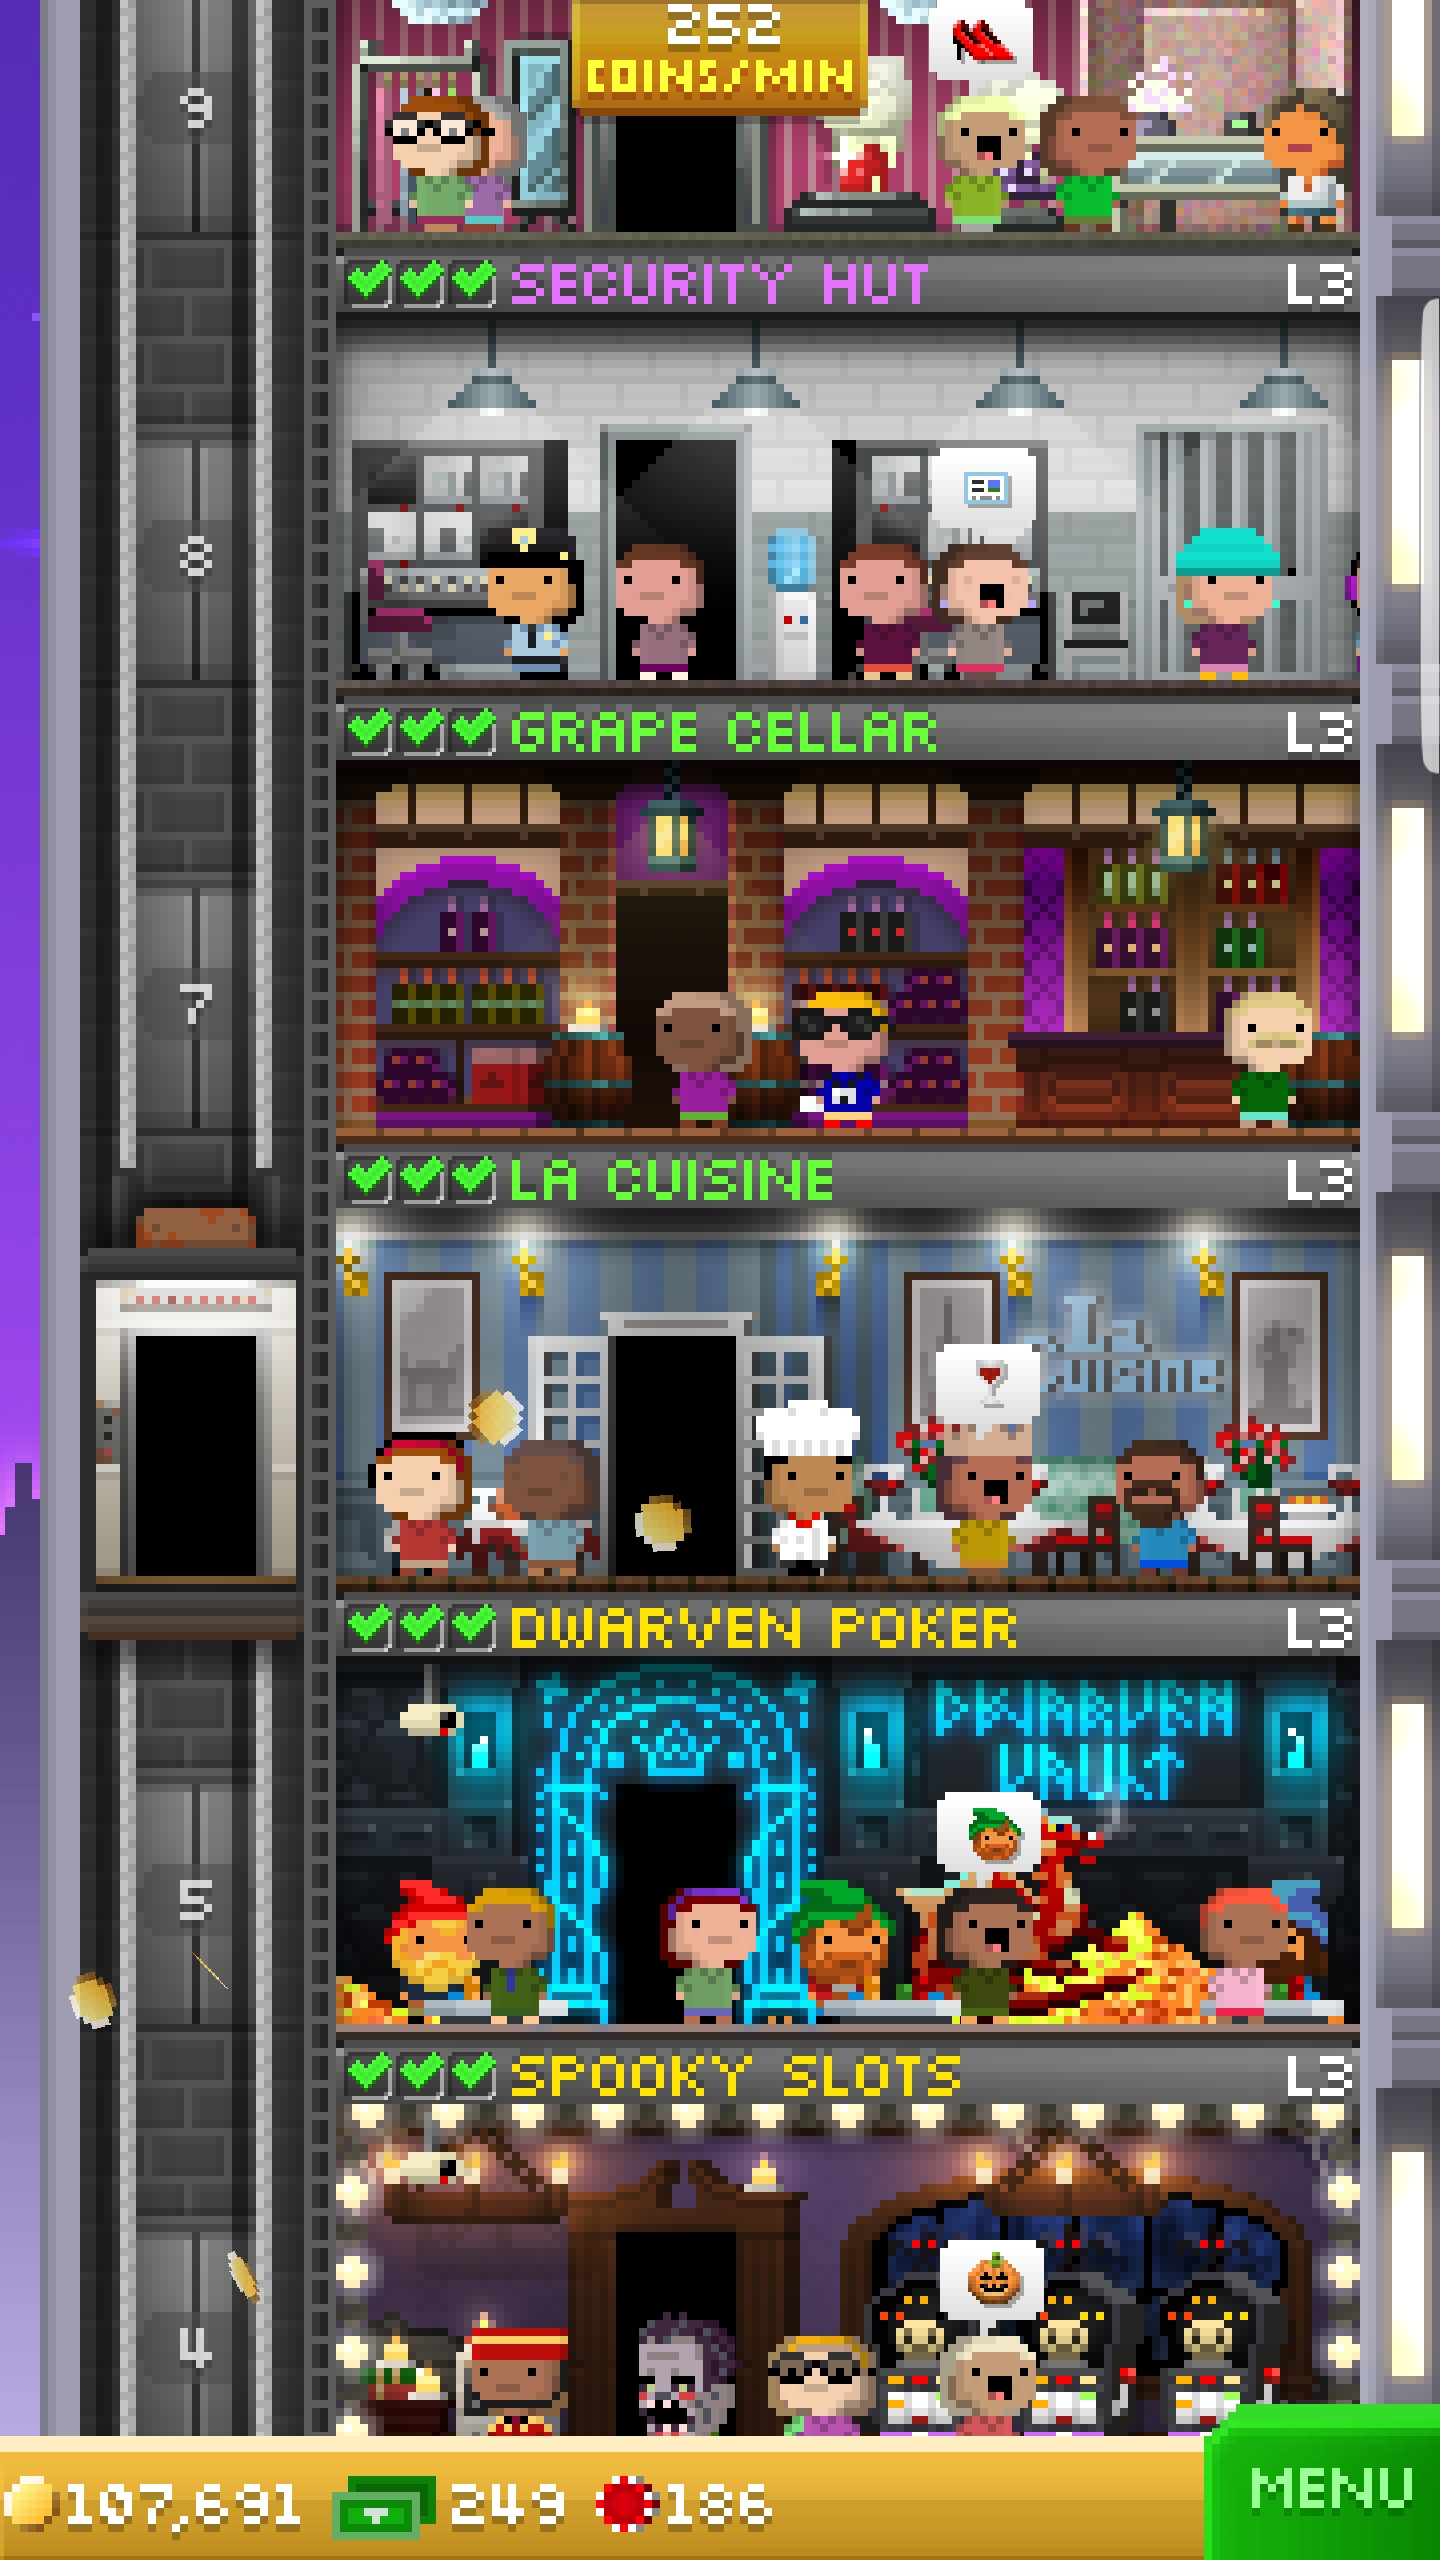 252
COINS/MIN
9
SECURITY HUT L3
8
GRAPE CELLAR L3
7
LA CUISINE L3
La
Cuisine
DWARVEN POKER L3
DWARVEN
VAULT
5
SPOOKY SLOTS L3
4
107,691 249 186
MENU